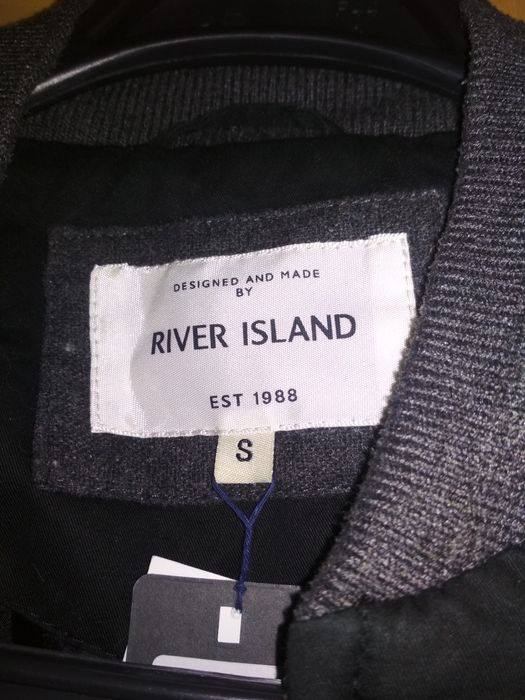 DESIGNED AND MADE
BY
RIVER ISLAND
EST 1988
S